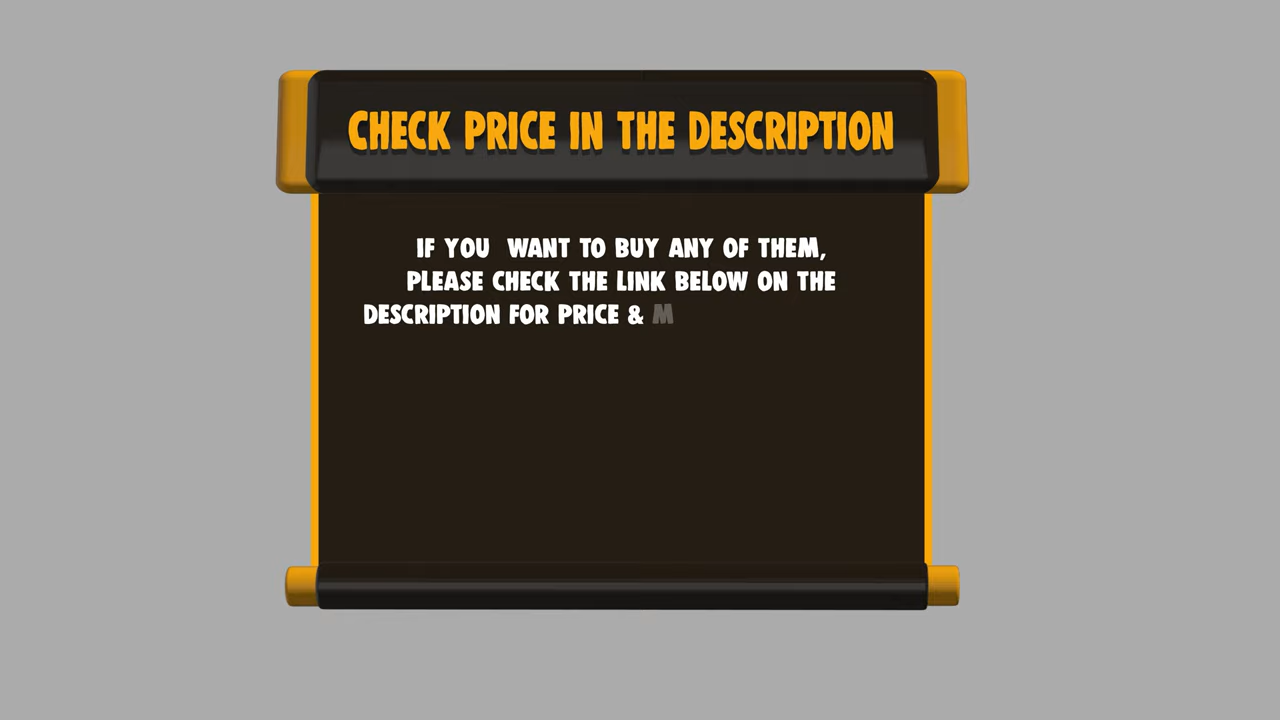 CHECK PRICE IN THE DESCRIPTION
IF YOU WANT TO BUY ANY OF THEM,
PLEASE CHECK THE LINK BELOW ON THE
DESCRIPTION FOR PRICE & M